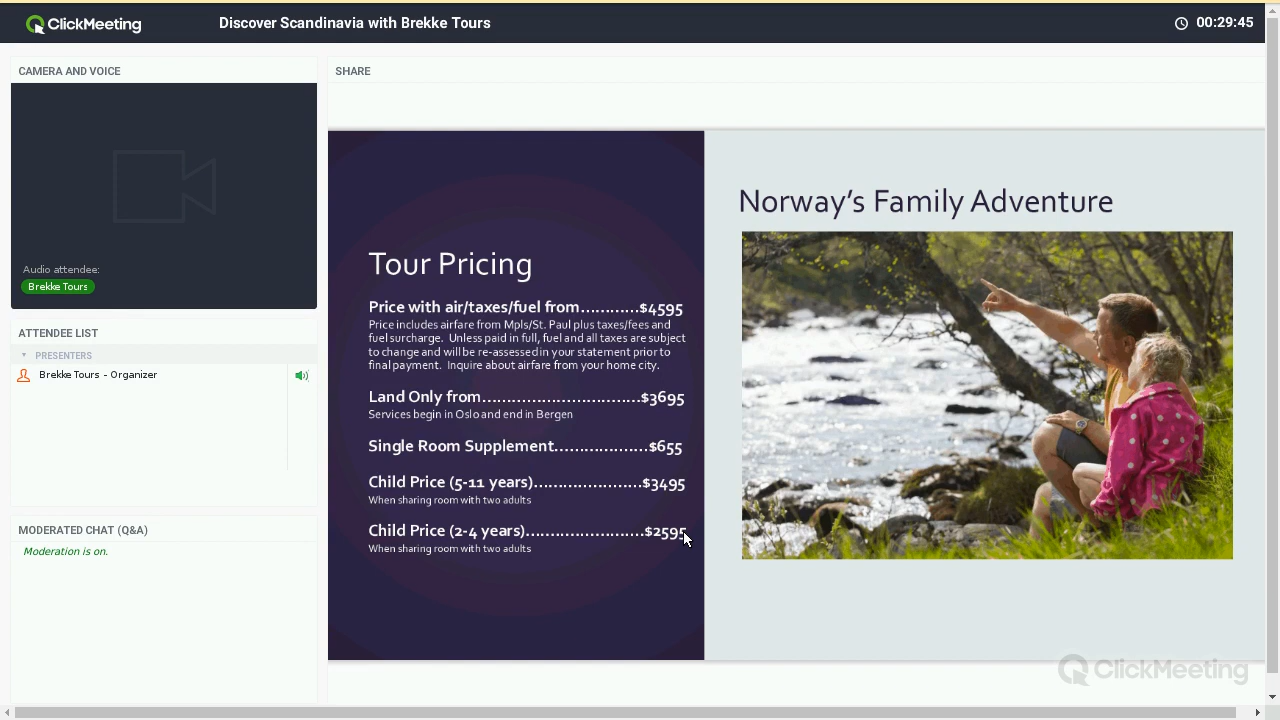 ClickMeeting
Discover Scandinavia with Brekke Tours
00:29:45
CAMERA AND VOICE
Audio attendee:
Brekke Tours
ATTENDEE LIST
PRESENTERS
Brekke Tours - Organizer
MODERATED CHAT (Q&A)
Moderation is on.
SHARE
Tour Pricing
Price with air/taxes/fuel from............$4595
Price includes airfare from Mpls/St. Paul plus taxes/fees and
fuel surcharge.  Unless paid in full, fuel and all taxes are subject
to change and will be re-assessed in your statement prior to
final payment.  Inquire about airfare from your home city.
Land Only from................................$3695
Services begin in Oslo and end in Bergen
Single Room Supplement...................$655
Child Price (5-11 years)......................$3495
When sharing room with two adults
Child Price (2-4 years)........................$2595
When sharing room with two adults
Norway's Family Adventure
ClickMeeting